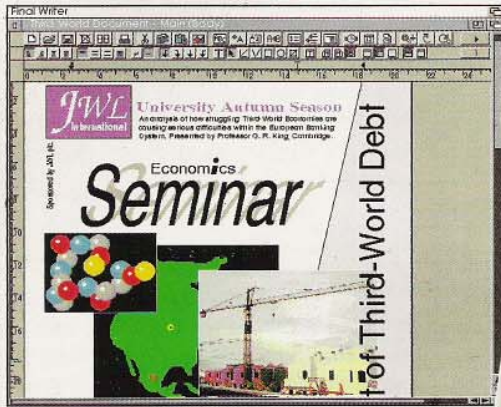 Final Writer
Third World Document - Main (Body)
JWL
International
University Autumn Season
An analysis of how struggling Third World Economies are
causing serious difficulties within the European Banking
System. Presented by Professor G. R. King, Cambridge.
Sponsored by JWL plc.
Economics
Seminar
t of Third-World Debt